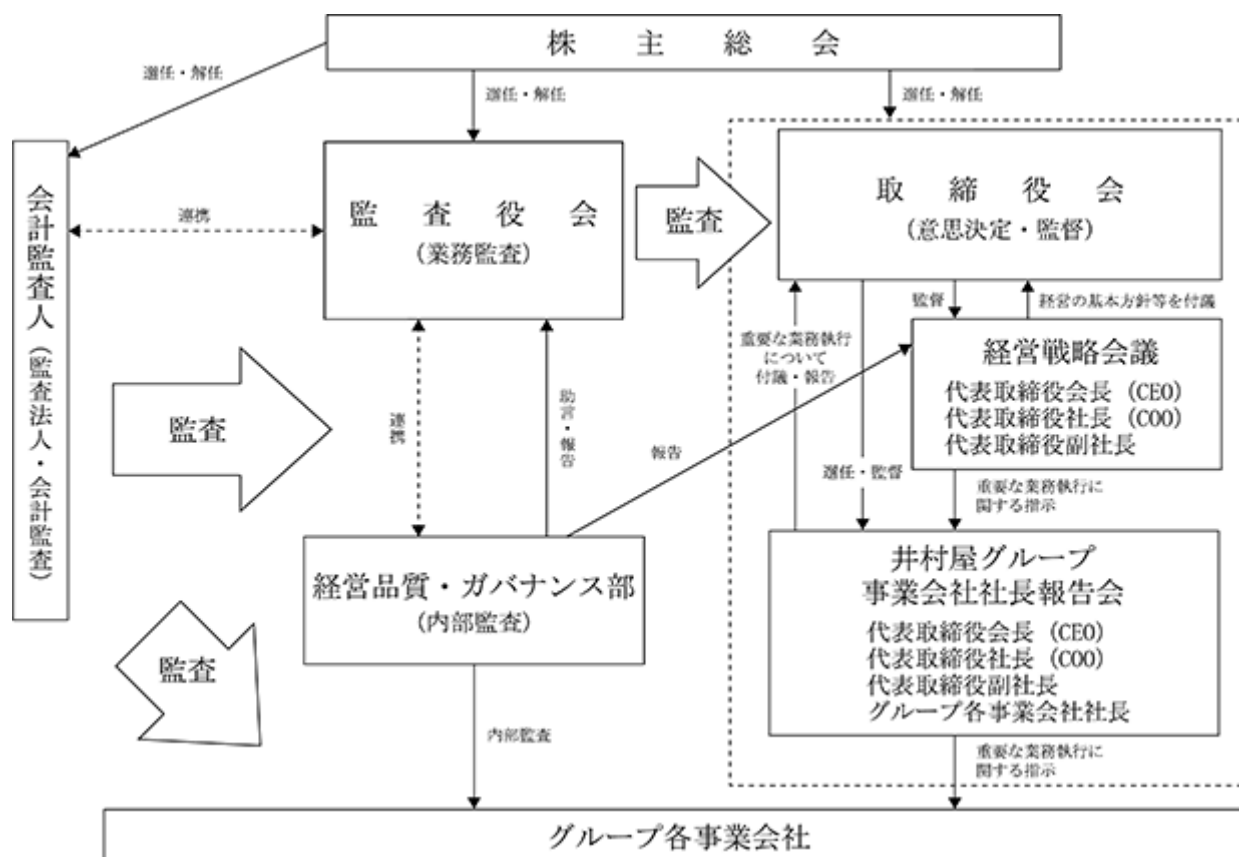 株主総会
選任・解任
選任・解任
選任・解任
会計監査人（監査法人・会計監査）
連携
監査役会
（業務監査）
監査
取締役会
（意思決定・監督）
監督
経営の基本方針等を付議
重要な業務執行
について
付議・報告
経営戦略会議
代表取締役会長（CEO）
代表取締役社長（COO）
代表取締役副社長
監査
連携
助言・報告
報告
選任・監督
重要な業務執行に
関する指示
経営品質・ガバナンス部
（内部監査）
井村屋グループ
事業会社社長報告会
代表取締役会長（CEO）
代表取締役社長（COO）
代表取締役副社長
グループ各事業会社社長
監査
内部監査
重要な業務執行に
関する指示
グループ各事業会社